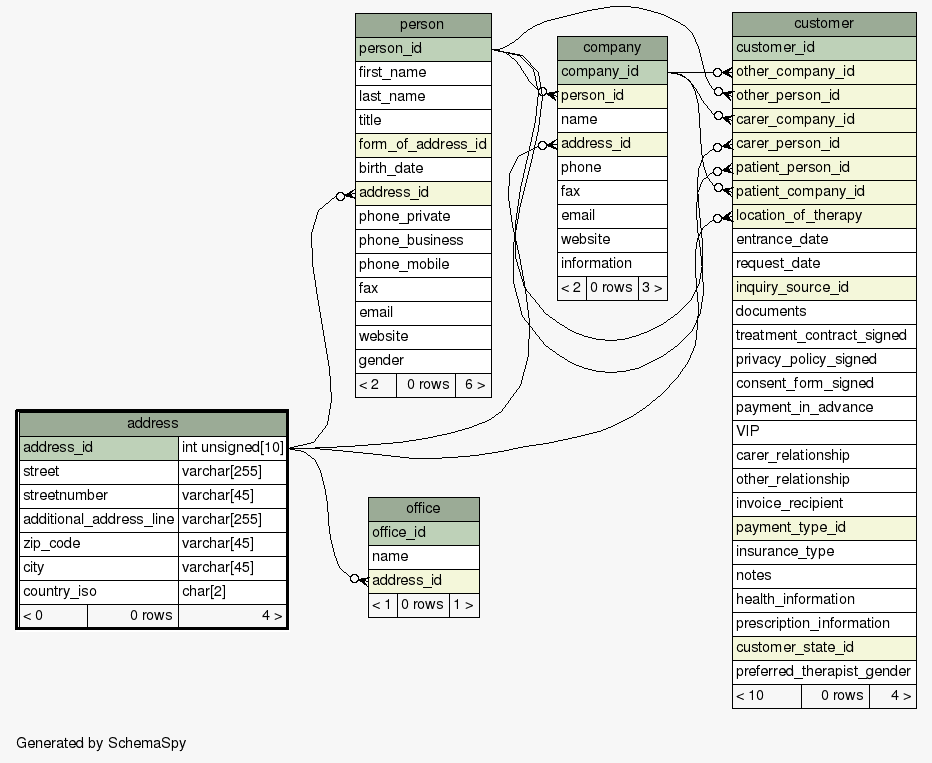 person
person_id
first_name
last_name
title
form_of_address_id
birth_date
address_id
phone_private
phone_business
phone_mobile
fax
email
website
gender
< 2 0 rows 6 >
company
company_id
person_id
name
address_id
phone
fax
email
website
information
< 2 0 rows 3 >
customer
customer_id
other_company_id
other_person_id
carer_company_id
carer_person_id
patient_person_id
patient_company_id
location_of_therapy
entrance_date
request_date
inquiry_source_id
documents
treatment_contract_signed
privacy_policy_signed
consent_form_signed
payment_in_advance
VIP
carer_relationship
other_relationship
invoice_recipient
payment_type_id
insurance_type
notes
health_information
prescription_information
customer_state_id
preferred_therapist_gender
< 10 0 rows 4 >
address
address_id int unsigned[10]
street varchar[255]
streetnumber varchar[45]
additional_address_line varchar[255]
zip_code varchar[45]
city varchar[45]
country_iso char[2]
< 0 0 rows 4 >
office
office_id
name
address_id
< 1 0 rows 1 >
Generated by SchemaSpy